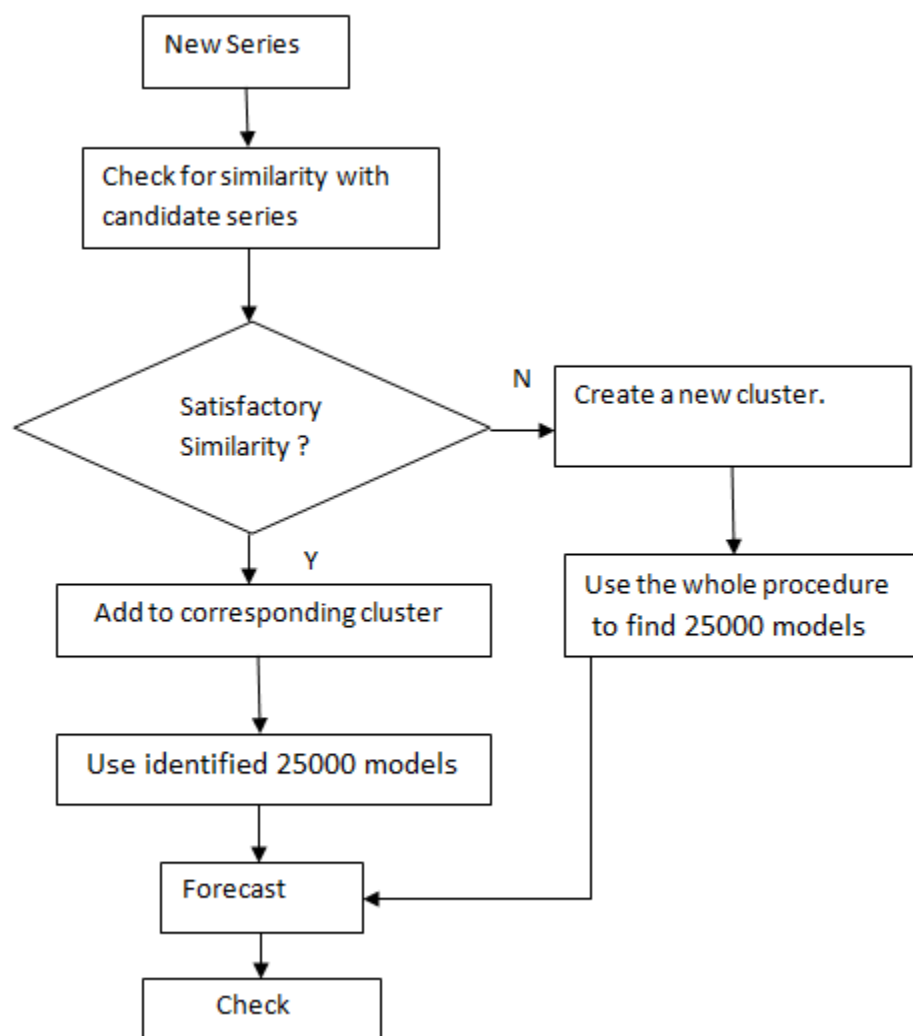 New Series
Check for similarity with
candidate series
Satisfactory
Similarity ?
N
Create a new cluster.
Y
Add to corresponding cluster
Use the whole procedure
to find 25000 models
Use identified 25000 models
Forecast
Check